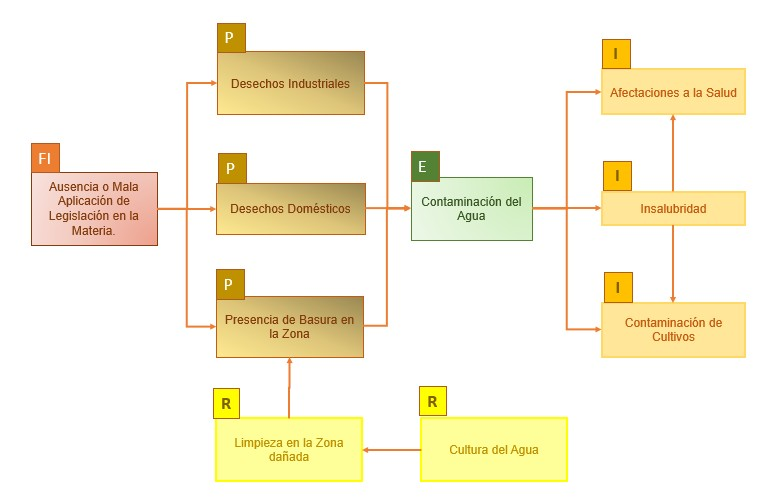 P
Desechos Industriales
I
Afectaciones a la Salud
FI
Ausencia o Mala
Aplicación de
Legislación en la
Materia.
P
Desechos Domésticos
E
Contaminación del
Agua
I
Insalubridad
P
Presencia de Basura en
la Zona
I
Contaminación de
Cultivos
R
Limpieza en la Zona
dañada
R
Cultura del Agua